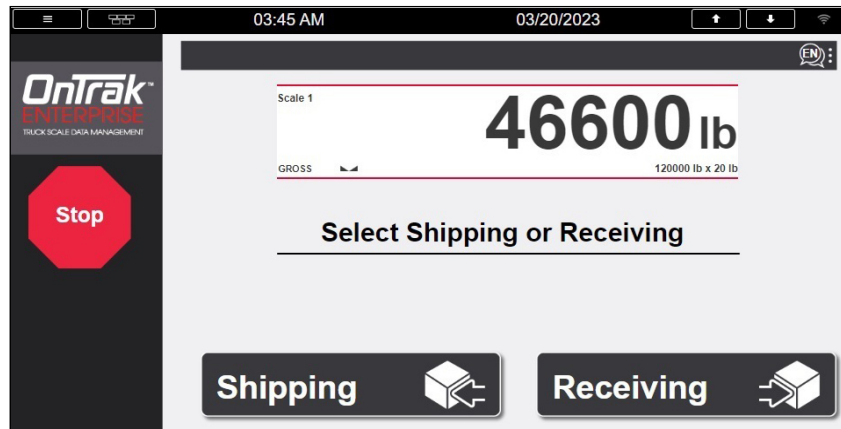 03:45 AM 03/20/2023
EN
OnTrak™
ENTERPRISE
TRUCK SCALE DATA MANAGEMENT
Scale 1
46600 lb
GROSS 120000 lb x 20 lb
Stop
Select Shipping or Receiving
Shipping Receiving